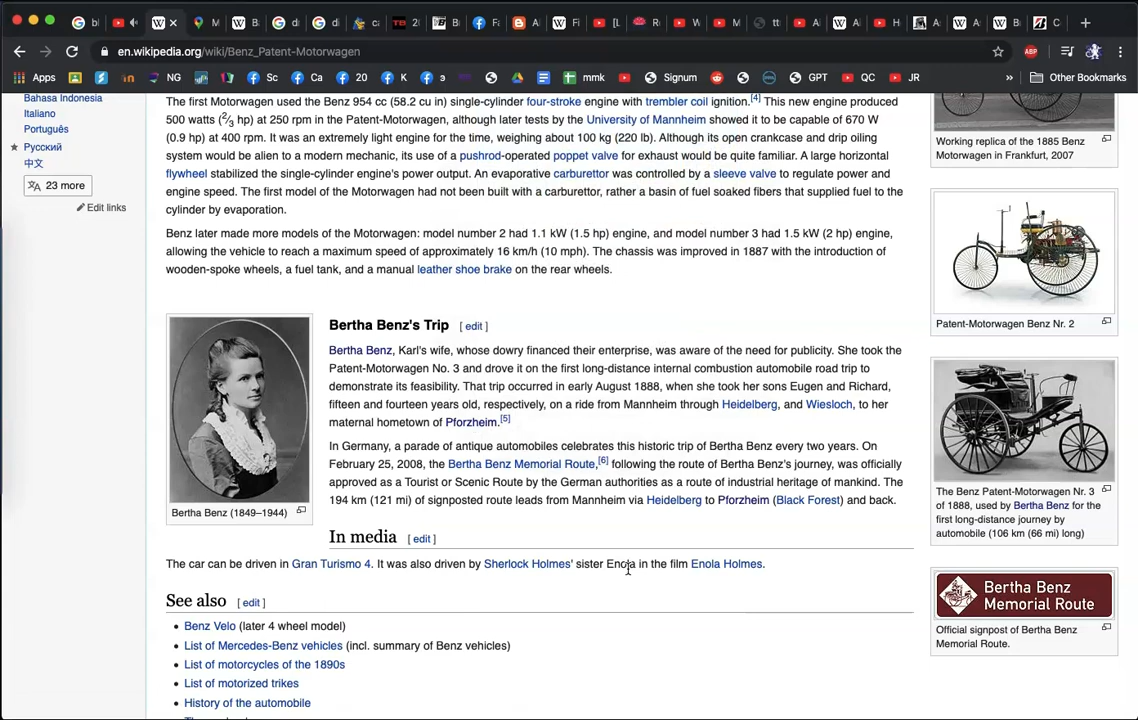 G b
W
M
W B
G d
G d
ca
TB 2
B
F
A
W Fi
[L
Re
W
M
tt
A
W A
H
A
W A
W B
C
en.wikipedia.org/wiki/Benz_Patent-Motorwagen
ABP
Apps
in
NG
Sc
Ca
20
K
э
mmk
Signum
GPT
QC
JR
»
Other Bookmarks
Bahasa Indonesia
Italiano
Português
Русский
中文
23 more
Edit links
The first Motorwagen used the Benz 954 cc (58.2 cu in) single-cylinder four-stroke engine with trembler coil ignition.[4] This new engine produced
500 watts (2⁄3 hp) at 250 rpm in the Patent-Motorwagen, although later tests by the University of Mannheim showed it to be capable of 670 W
(0.9 hp) at 400 rpm. It was an extremely light engine for the time, weighing about 100 kg (220 lb). Although its open crankcase and drip oiling
system would be alien to a modern mechanic, its use of a pushrod-operated poppet valve for exhaust would be quite familiar. A large horizontal
flywheel stabilized the single-cylinder engine's power output. An evaporative carburettor was controlled by a sleeve valve to regulate power and
engine speed. The first model of the Motorwagen had not been built with a carburettor, rather a basin of fuel soaked fibers that supplied fuel to the
cylinder by evaporation.
Benz later made more models of the Motorwagen: model number 2 had 1.1 kW (1.5 hp) engine, and model number 3 had 1.5 kW (2 hp) engine,
allowing the vehicle to reach a maximum speed of approximately 16 km/h (10 mph). The chassis was improved in 1887 with the introduction of
wooden-spoke wheels, a fuel tank, and a manual leather shoe brake on the rear wheels.
Bertha Benz (1849–1944)
Bertha Benz's Trip [ edit ]
Bertha Benz, Karl's wife, whose dowry financed their enterprise, was aware of the need for publicity. She took the
Patent-Motorwagen No. 3 and drove it on the first long-distance internal combustion automobile road trip to
demonstrate its feasibility. That trip occurred in early August 1888, when she took her sons Eugen and Richard,
fifteen and fourteen years old, respectively, on a ride from Mannheim through Heidelberg, and Wiesloch, to her
maternal hometown of Pforzheim.[5]
In Germany, a parade of antique automobiles celebrates this historic trip of Bertha Benz every two years. On
February 25, 2008, the Bertha Benz Memorial Route,[6] following the route of Bertha Benz's journey, was officially
approved as a Tourist or Scenic Route by the German authorities as a route of industrial heritage of mankind. The
194 km (121 mi) of signposted route leads from Mannheim via Heidelberg to Pforzheim (Black Forest) and back.
In media [ edit ]
The car can be driven in Gran Turismo 4. It was also driven by Sherlock Holmes' sister Enola in the film Enola Holmes.
See also [ edit ]
Benz Velo (later 4 wheel model)
List of Mercedes-Benz vehicles (incl. summary of Benz vehicles)
List of motorcycles of the 1890s
List of motorized trikes
History of the automobile
Working replica of the 1885 Benz
Motorwagen in Frankfurt, 2007
Patent-Motorwagen Benz Nr. 2
The Benz Patent-Motorwagen Nr. 3
of 1888, used by Bertha Benz for the
first long-distance journey by
automobile (106 km (66 mi) long)
Bertha Benz
Memorial Route
Official signpost of Bertha Benz
Memorial Route.